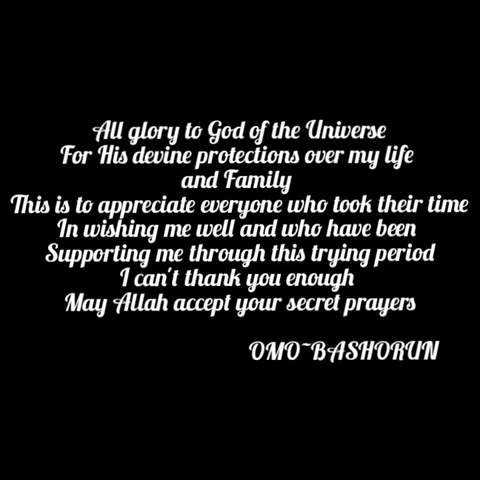 All glory to God of the Universe
For His devine protections over my life
and Family
This is to appreciate everyone who took their time
In wishing me well and who have been
Supporting me through this trying period
I can't thank you enough
May Allah accept your secret prayers
OMO~BASHORUN